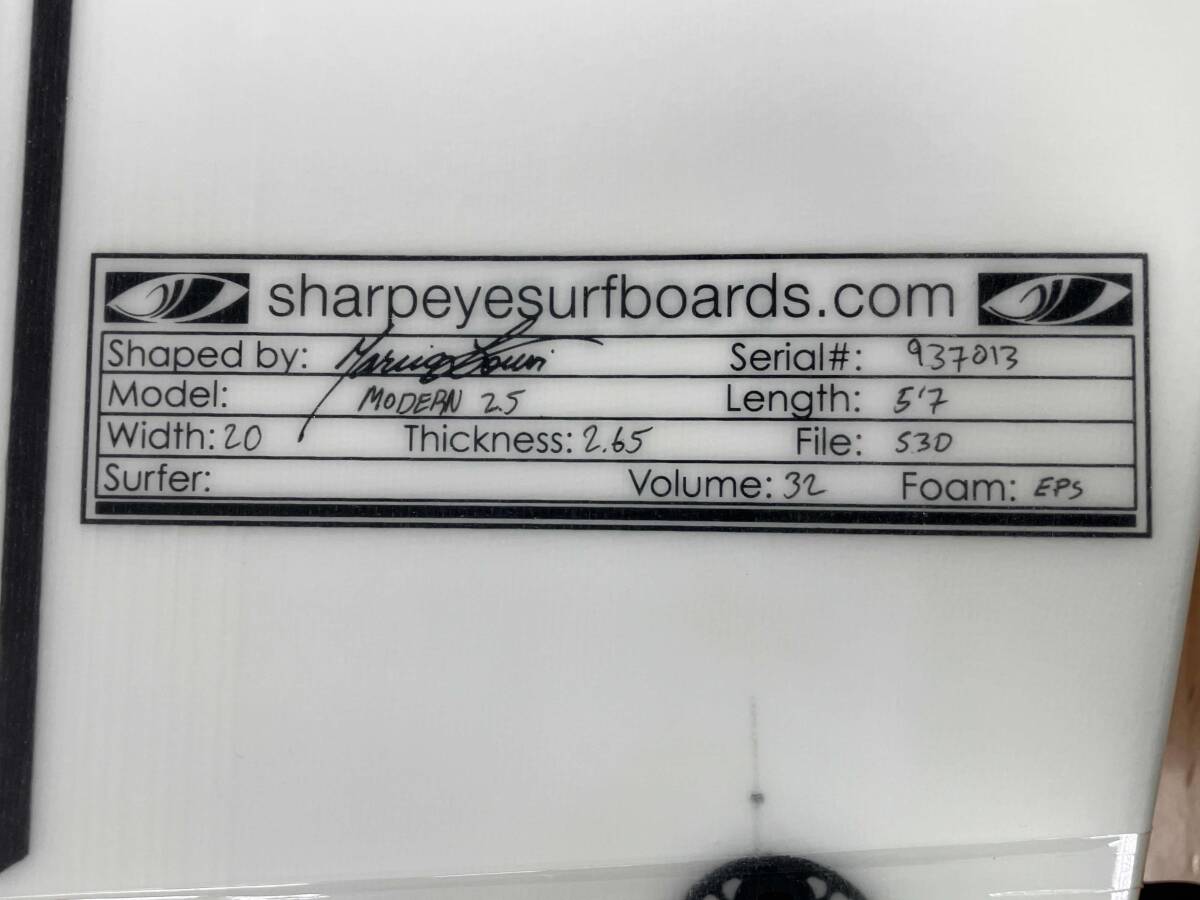 sharpeyesurfboards.com
Shaped by: Serial#: 937013
Model: MODERN 2.5 Length: 5'7
Width: 20 Thickness: 2.65 File: 530
Surfer: Volume: 32 Foam: EPS